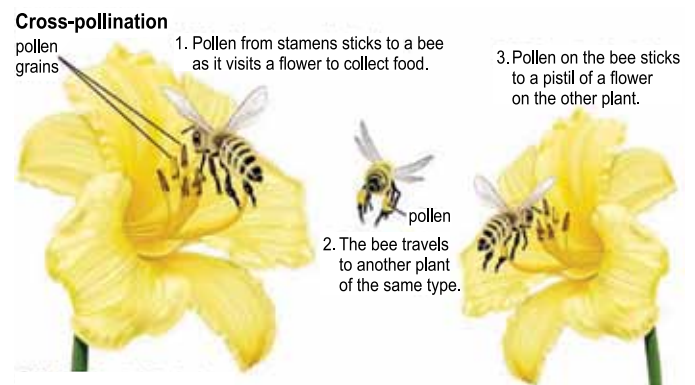 Cross-pollination
pollen
grains
1. Pollen from stamens sticks to a bee
as it visits a flower to collect food.
pollen
2. The bee travels
to another plant
of the same type.
3. Pollen on the bee sticks
to a pistil of a flower
on the other plant.